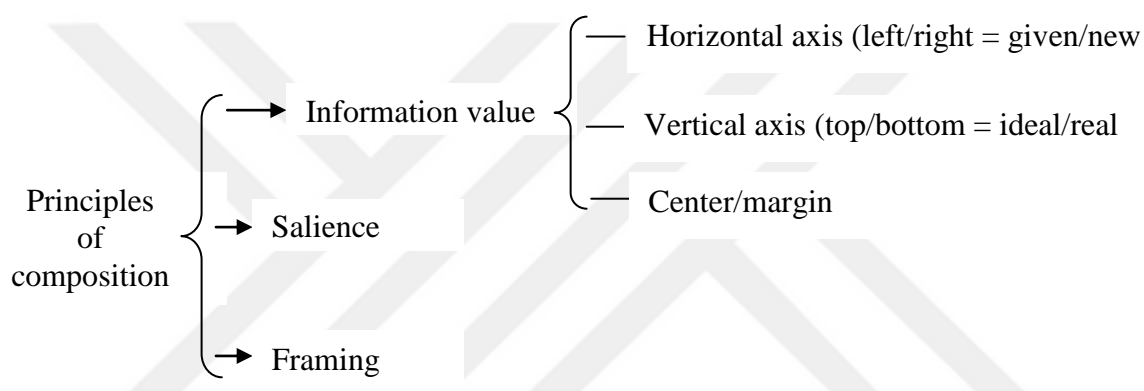 Horizontal axis (left/right = given/new
Information value
Vertical axis (top/bottom = ideal/real
Center/margin
Principles
of
composition
Salience
Framing